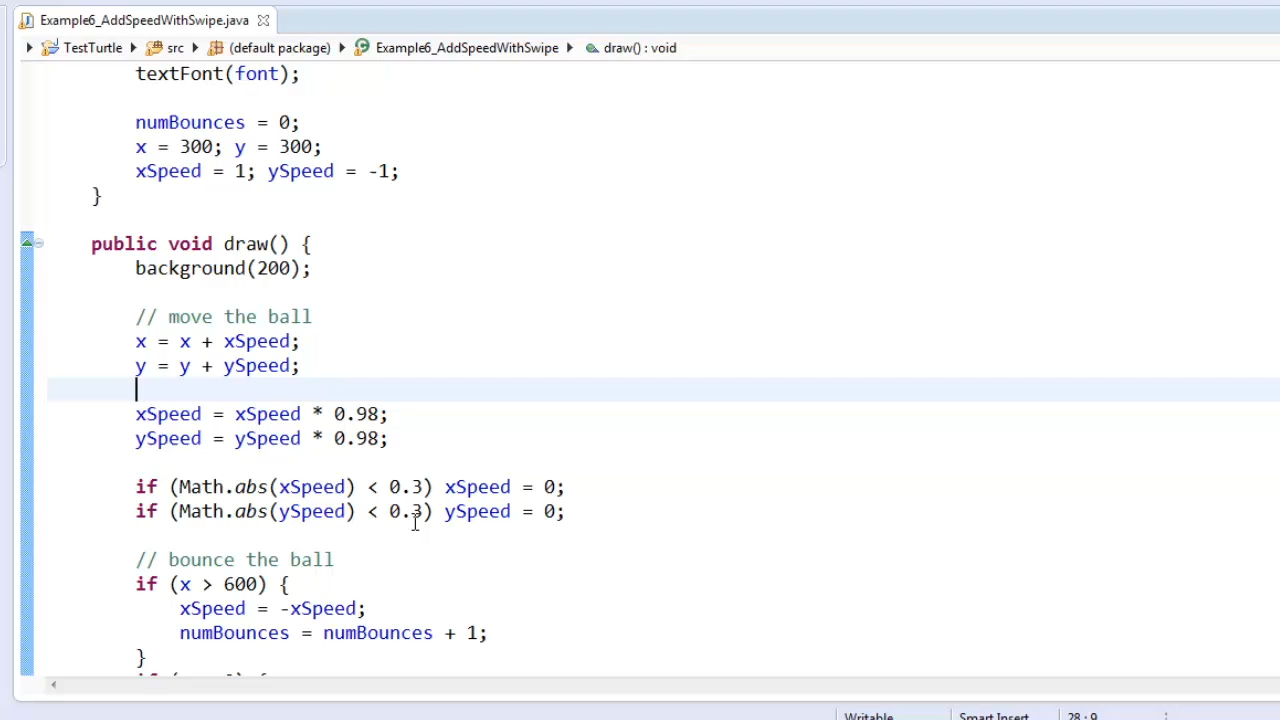 Example6_AddSpeedWithSwipe.java
TestTurtle src (default package) Example6_AddSpeedWithSwipe draw() : void
textFont(font);
numBounces = 0;
x = 300; y = 300;
xSpeed = 1; ySpeed = -1;
}
public void draw() {
background(200);
// move the ball
x = x + xSpeed;
y = y + ySpeed;
xSpeed = xSpeed * 0.98;
ySpeed = ySpeed * 0.98;
if (Math.abs(xSpeed) < 0.3) xSpeed = 0;
if (Math.abs(ySpeed) < 0.3) ySpeed = 0;
// bounce the ball
if (x > 600) {
xSpeed = -xSpeed;
numBounces = numBounces + 1;
}
Writable Smart Insert 28 : 9